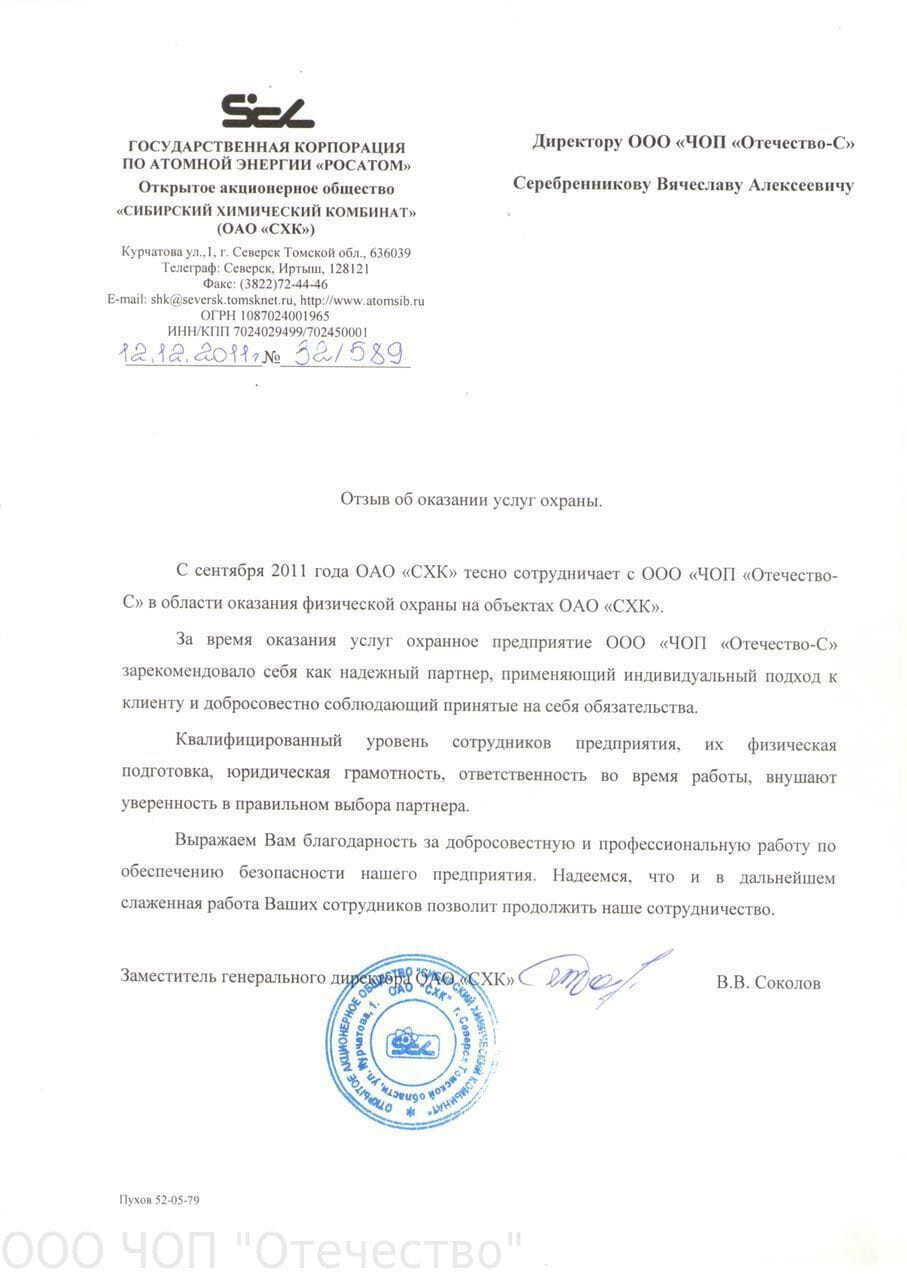 ГОСУДАРСТВЕННАЯ КОРПОРАЦИЯ
ПО АТОМНОЙ ЭНЕРГИИ «РОСАТОМ»
Открытое акционерное общество
«СИБИРСКИЙ ХИМИЧЕСКИЙ КОМБИНАТ»
(ОАО «СХК»)
Курчатова ул.,1, г. Северск Томской обл., 636039
Телеграф: Северск, Иртыш, 128121
Факс: (3822)72-44-46
E-mail: shk@seversk.tomsknet.ru, http://www.atomsib.ru
ОГРН 1087024001965
ИНН/КПП 7024029499/702450001
12.12.2011г № 32/589
Директору ООО «ЧОП «Отечество-С»
Серебренникову Вячеславу Алексеевичу
Отзыв об оказании услуг охраны.
С сентября 2011 года ОАО «СХК» тесно сотрудничает с ООО «ЧОП «Отечество-
С» в области оказания физической охраны на объектах ОАО «СХК».
За время оказания услуг охранное предприятие ООО «ЧОП «Отечество-С»
зарекомендовало себя как надежный партнер, применяющий индивидуальный подход к
клиенту и добросовестно соблюдающий принятые на себя обязательства.
Квалифицированный уровень сотрудников предприятия, их физическая
подготовка, юридическая грамотность, ответственность во время работы, внушают
уверенность в правильном выбора партнера.
Выражаем Вам благодарность за добросовестную и профессиональную работу по
обеспечению безопасности нашего предприятия. Надеемся, что и в дальнейшем
слаженная работа Ваших сотрудников позволит продолжить наше сотрудничество.
Заместитель генерального директора ОАО «СХК»
В.В. Соколов
ОТКРЫТОЕ АКЦИОНЕРНОЕ ОБЩЕСТВО "СИБИРСКИЙ ХИМИЧЕСКИЙ КОМБИНАТ"
ОАО "СХК" г. Северск Томской области, ул. Курчатова, 1.
Пухов 52-05-79
ООО ЧОП "Отечество"